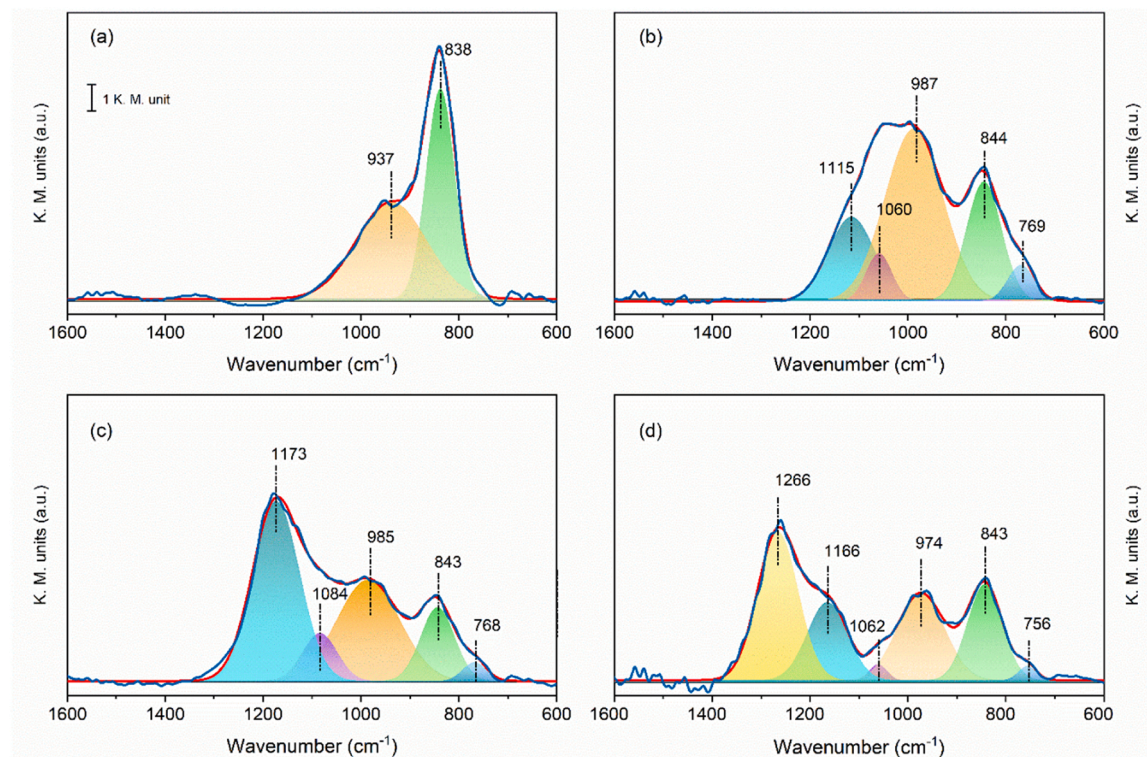 (a)
838
1 K. M. unit
937
K. M. units (a.u.)
1600 1400 1200 1000 800 600
Wavenumber (cm⁻¹)
(b)
987
844
1115
1060
769
K. M. units (a.u.)
1600 1400 1200 1000 800 600
Wavenumber (cm⁻¹)
(c)
1173
985
843
1084
768
K. M. units (a.u.)
1600 1400 1200 1000 800 600
Wavenumber (cm⁻¹)
(d)
1266
1166
974
843
1062
756
K. M. units (a.u.)
1600 1400 1200 1000 800 600
Wavenumber (cm⁻¹)